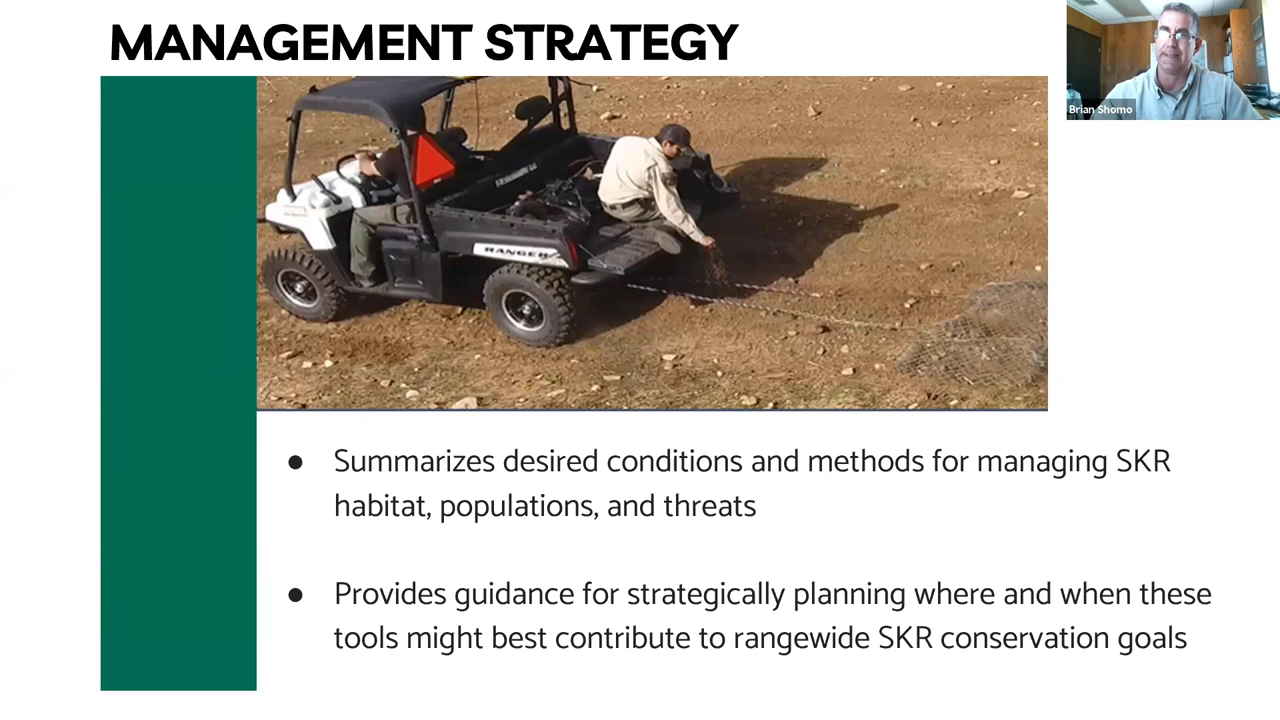 MANAGEMENT STRATEGY
Brian Shomo
RANGER
● Summarizes desired conditions and methods for managing SKR
habitat, populations, and threats
● Provides guidance for strategically planning where and when these
tools might best contribute to rangewide SKR conservation goals